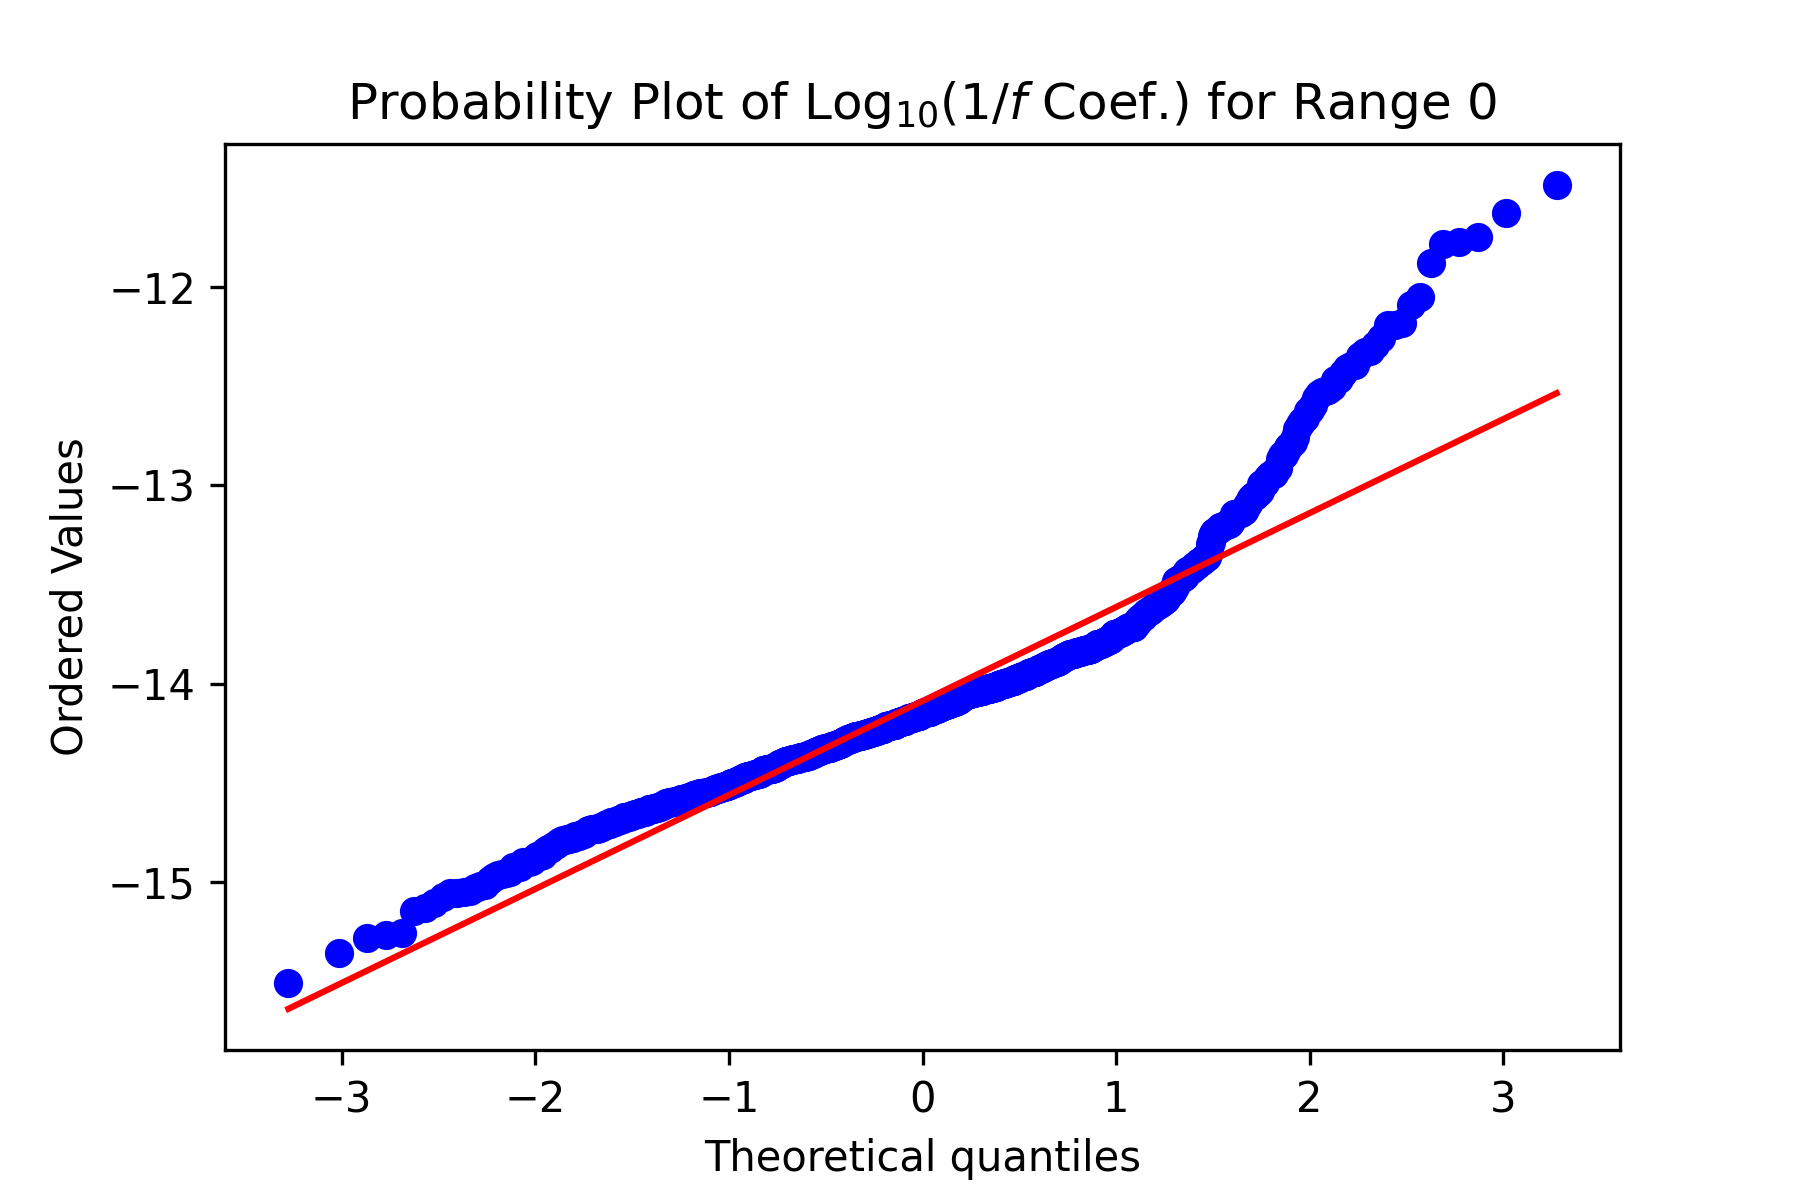 Probability Plot of Log₁₀(1/f Coef.) for Range 0
Ordered Values
−12
−13
−14
−15
−3 −2 −1 0 1 2 3
Theoretical quantiles